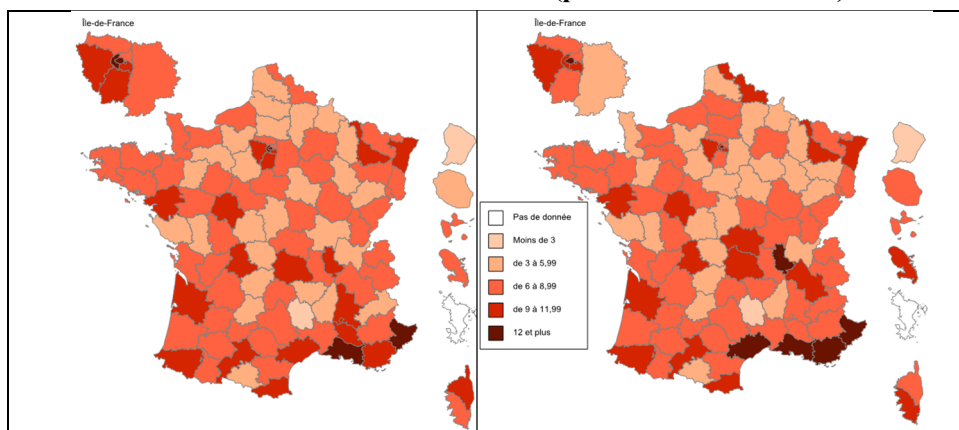 Île-de-France
Île-de-France
Pas de donnée
Moins de 3
de 3 à 5,99
de 6 à 8,99
de 9 à 11,99
12 et plus